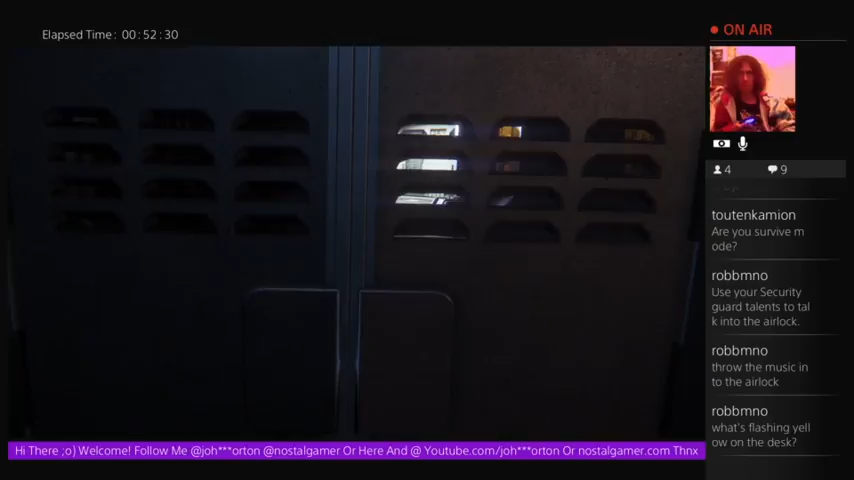 Elapsed Time: 00:52:30
ON AIR
4
9
toutenkamion
Are you survive m
ode?
robbmno
Use your Security
guard talents to tal
k into the airlock.
robbmno
throw the music in
to the airlock
robbmno
what's flashing yell
ow on the desk?
Hi There ;o) Welcome! Follow Me @joh***orton @nostalgamer Or Here And @ Youtube.com/joh***orton Or nostalgamer.com Thnx